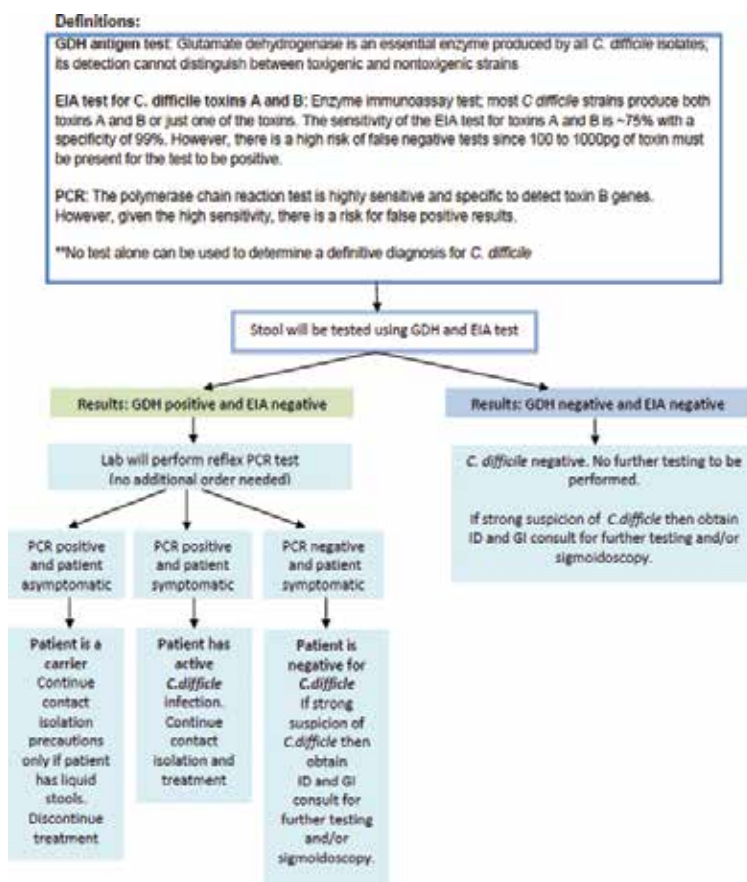 Definitions:
GDH antigen test: Glutamate dehydrogenase is an essential enzyme produced by all C. difficile isolates;
its detection cannot distinguish between toxigenic and nontoxigenic strains
EIA test for C. difficile toxins A and B: Enzyme immunoassay test; most C difficile strains produce both
toxins A and B or just one of the toxins. The sensitivity of the EIA test for toxins A and B is ~75% with a
specificity of 99%. However, there is a high risk of false negative tests since 100 to 1000pg of toxin must
be present for the test to be positive.
PCR: The polymerase chain reaction test is highly sensitive and specific to detect toxin B genes.
However, given the high sensitivity, there is a risk for false positive results.
**No test alone can be used to determine a definitive diagnosis for C. difficile
Stool will be tested using GDH and EIA test
Results: GDH positive and EIA negative
Lab will perform reflex PCR test
(no additional order needed)
PCR positive
and patient
asymptomatic
Patient is a
carrier
Continue
contact
isolation
precautions
only if patient
has liquid
stools.
Discontinue
treatment
PCR positive
and patient
symptomatic
Patient has
active
C.difficle
infection.
Continue
contact
isolation and
treatment
PCR negative
and patient
symptomatic
Patient is
negative for
C.difficle
If strong
suspicion of
C.difficle then
obtain
ID and GI
consult for
further testing
and/or
sigmoidoscopy.
Results: GDH negative and EIA negative
C. difficile negative. No further testing to be
performed.
If strong suspicion of C.difficle then obtain
ID and GI consult for further testing and/or
sigmoidoscopy.